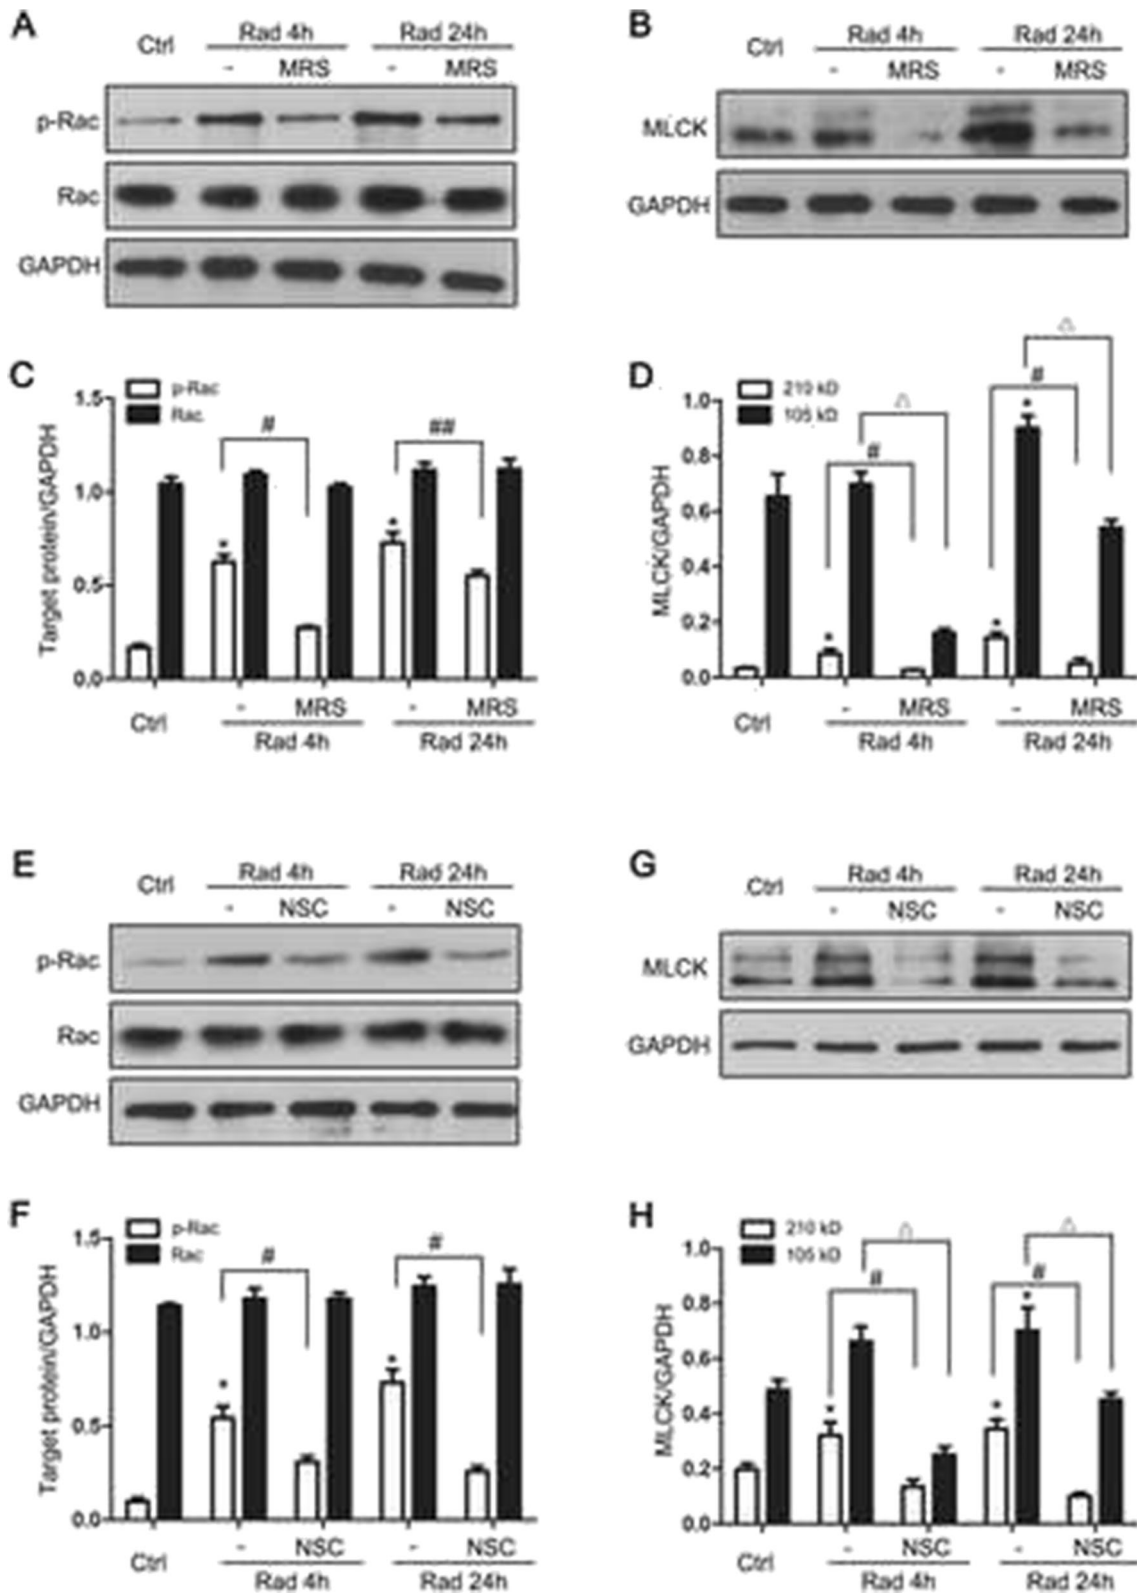 A
Ctrl
Rad 4h
Rad 24h
- MRS - MRS
p-Rac
Rac
GAPDH
B
Ctrl
Rad 4h
Rad 24h
- MRS - MRS
MLCK
GAPDH
C
p-Rac
Rac
Target protein/GAPDH
1.5
1.0
0.5
0.0
# ##
* *
Ctrl
- MRS - MRS
Rad 4h
Rad 24h
D
210 kD
105 kD
MLCK/GAPDH
1.0
0.8
0.6
0.4
0.2
0.0
△ △
# #
* * *
Ctrl
- MRS - MRS
Rad 4h
Rad 24h
E
Ctrl
Rad 4h
Rad 24h
- NSC - NSC
p-Rac
Rac
GAPDH
G
Ctrl
Rad 4h
Rad 24h
- NSC - NSC
MLCK
GAPDH
F
p-Rac
Rac
Target protein/GAPDH
1.5
1.0
0.5
0.0
# #
* *
Ctrl
- NSC - NSC
Rad 4h
Rad 24h
H
210 kD
105 kD
MLCK/GAPDH
1.0
0.8
0.6
0.4
0.2
0.0
△ △
# #
* * *
Ctrl
- NSC - NSC
Rad 4h
Rad 24h